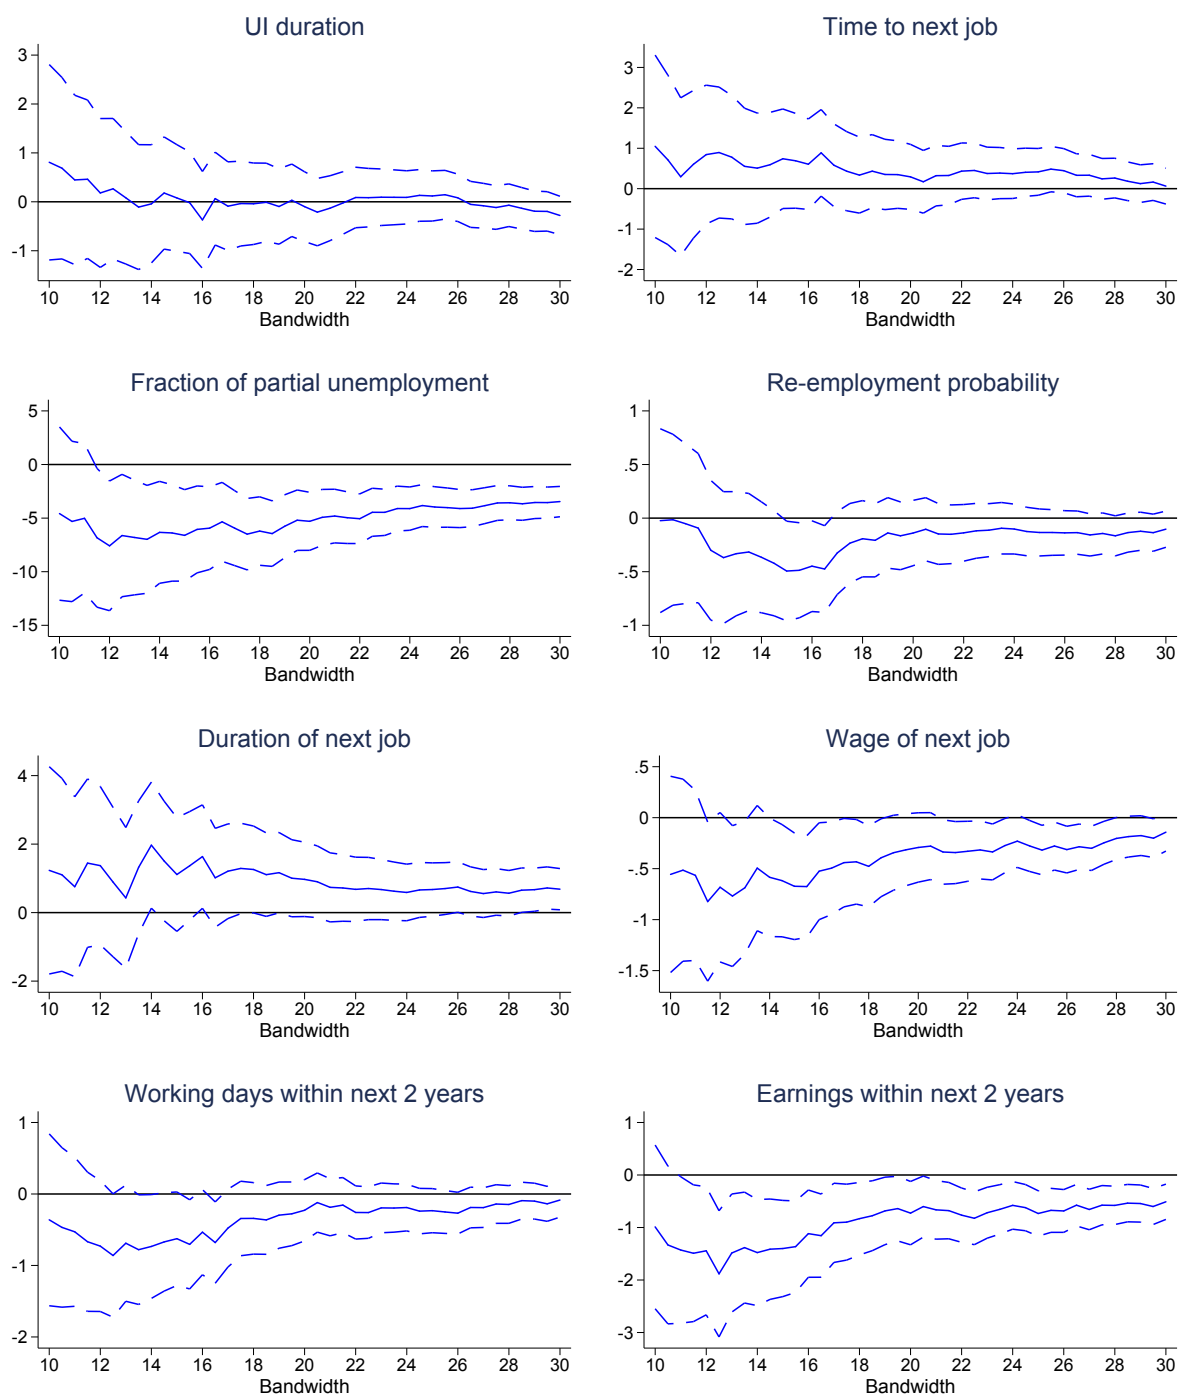 UI duration
3
2
1
0
-1
10 12 14 16 18 20 22 24 26 28 30
Bandwidth
Time to next job
3
2
1
0
-1
-2
10 12 14 16 18 20 22 24 26 28 30
Bandwidth
Fraction of partial unemployment
5
0
-5
-10
-15
10 12 14 16 18 20 22 24 26 28 30
Bandwidth
Re-employment probability
1
.5
0
-.5
-1
10 12 14 16 18 20 22 24 26 28 30
Bandwidth
Duration of next job
4
2
0
-2
10 12 14 16 18 20 22 24 26 28 30
Bandwidth
Wage of next job
.5
0
-.5
-1
-1.5
10 12 14 16 18 20 22 24 26 28 30
Bandwidth
Working days within next 2 years
1
0
-1
-2
10 12 14 16 18 20 22 24 26 28 30
Bandwidth
Earnings within next 2 years
1
0
-1
-2
-3
10 12 14 16 18 20 22 24 26 28 30
Bandwidth